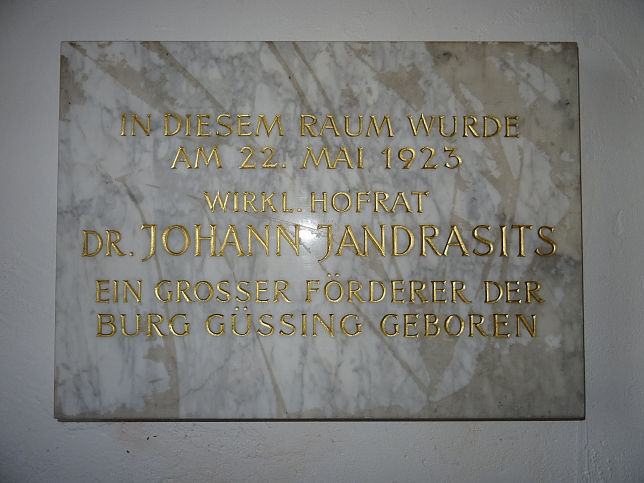 IN DIESEM RAUM WURDE
AM 22. MAI 1923
WIRKL. HOFRAT
DR. JOHANN JANDRASITS
EIN GROSSER FÖRDERER DER
BURG GÜSSING GEBOREN